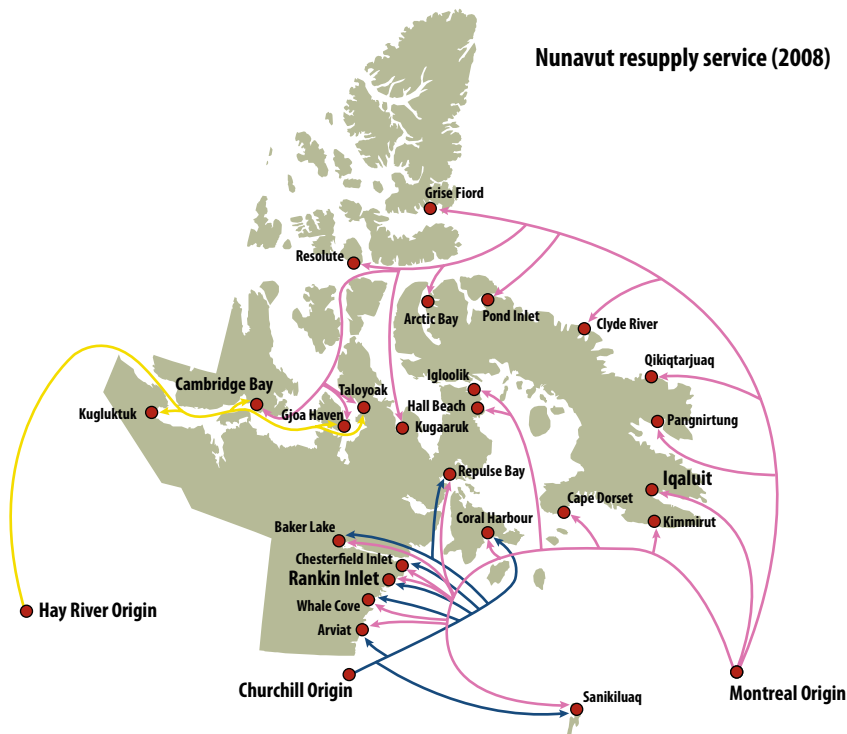 Nunavut resupply service (2008)
Grise Fiord
Resolute
Arctic Bay
Pond Inlet
Clyde River
Qikiqtarjuaq
Igloolik
Cambridge Bay
Taloyoak
Kugluktuk
Gjoa Haven
Hall Beach
Kugaaruk
Pangnirtung
Repulse Bay
Iqaluit
Cape Dorset
Coral Harbour
Kimmirut
Baker Lake
Chesterfield Inlet
Rankin Inlet
Whale Cove
Hay River Origin
Arviat
Churchill Origin
Sanikiluaq
Montreal Origin